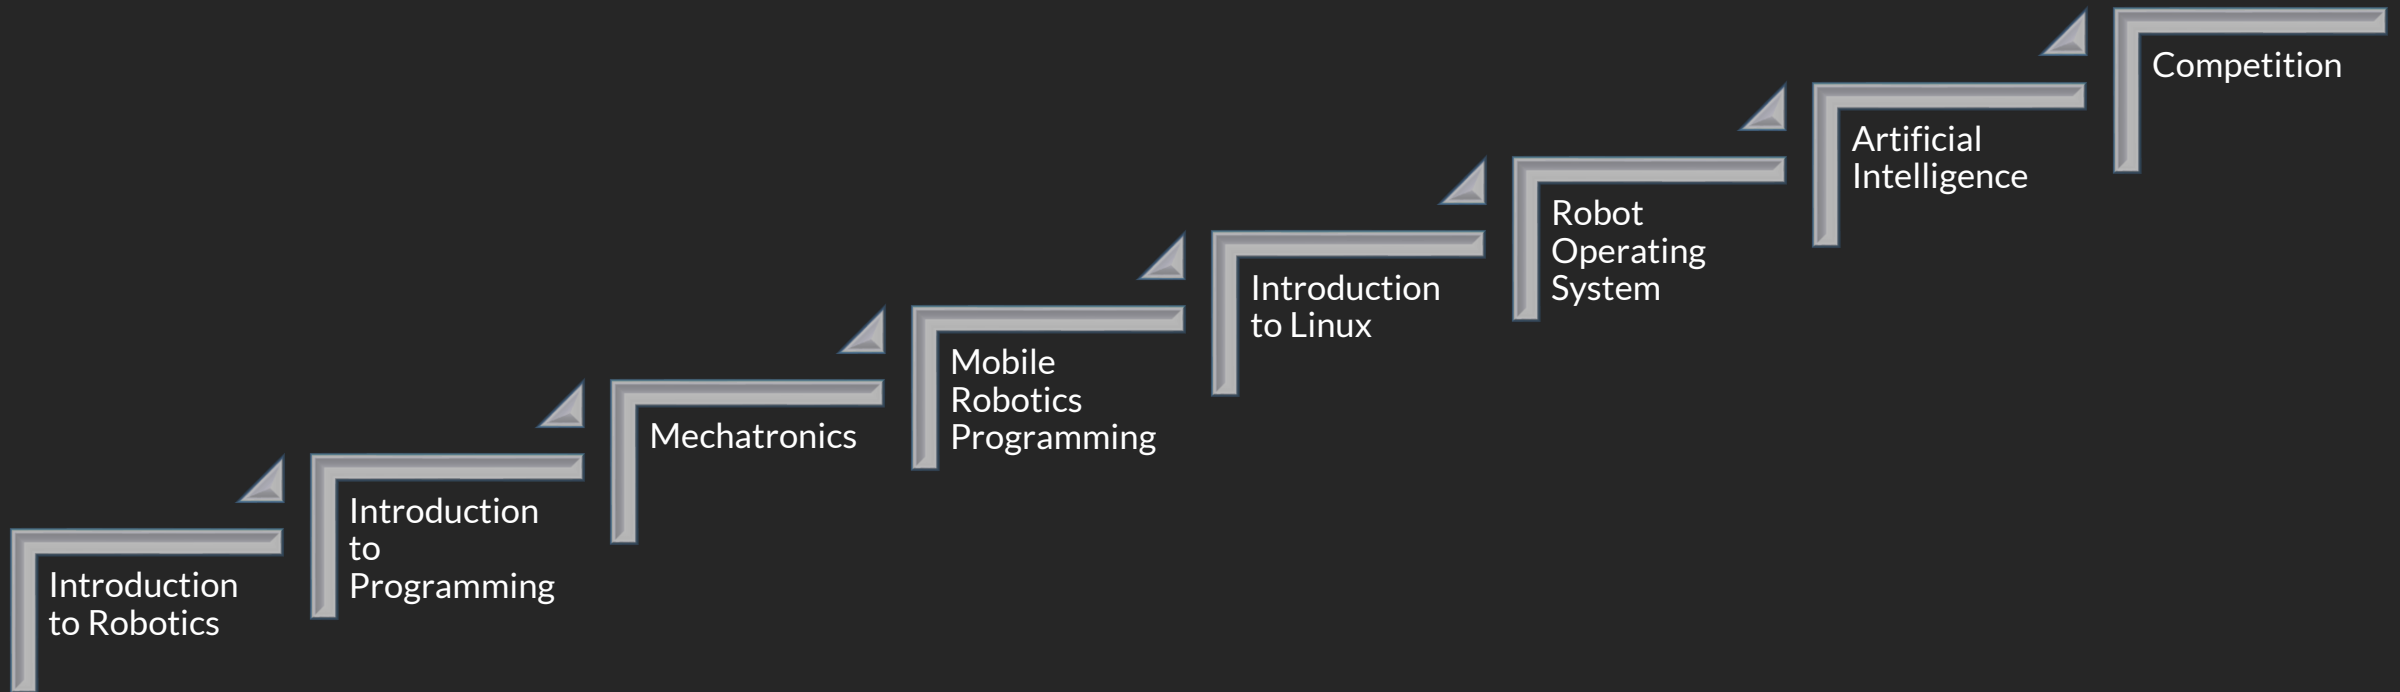 Introduction
to Robotics
Introduction
to
Programming
Mechatronics
Mobile
Robotics
Programming
Introduction
to Linux
Robot
Operating
System
Artificial
Intelligence
Competition